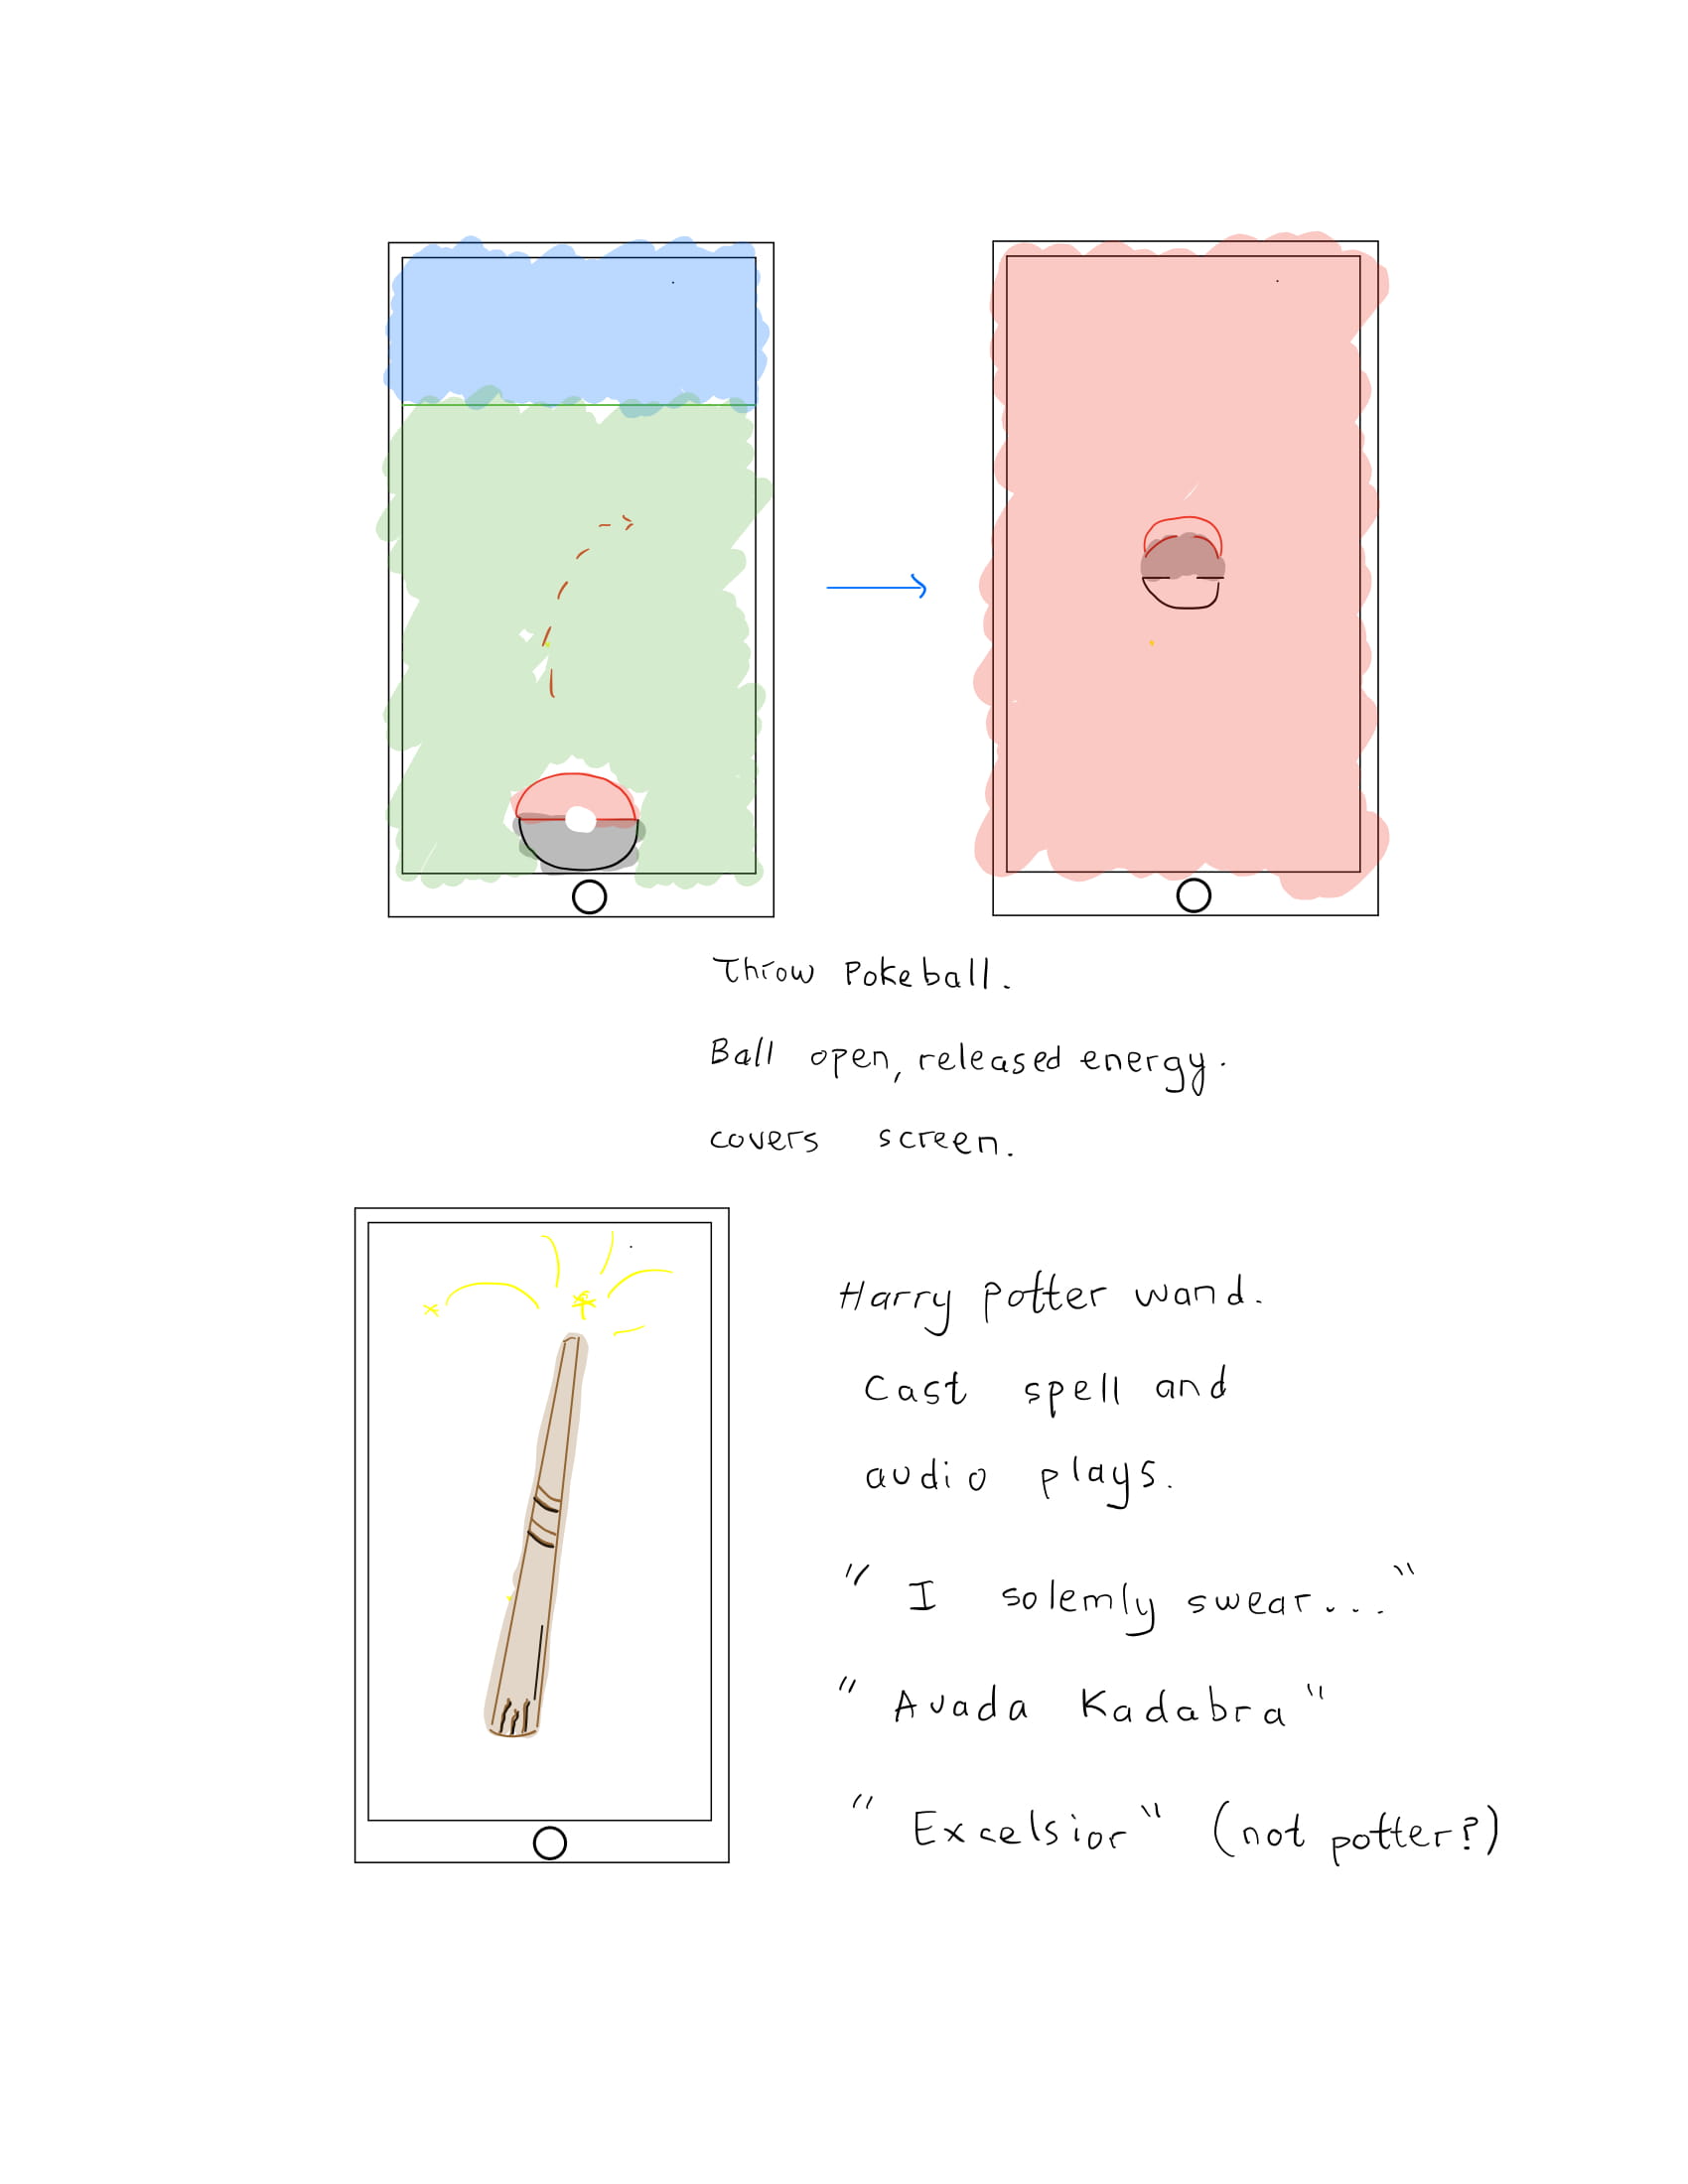 Throw Pokeball.
Ball open, released energy.
covers screen.
Harry potter wand.
Cast spell and
audio plays.
" I solemly swear... "
" Avada Kadabra "
" Excelsior " (not potter?)